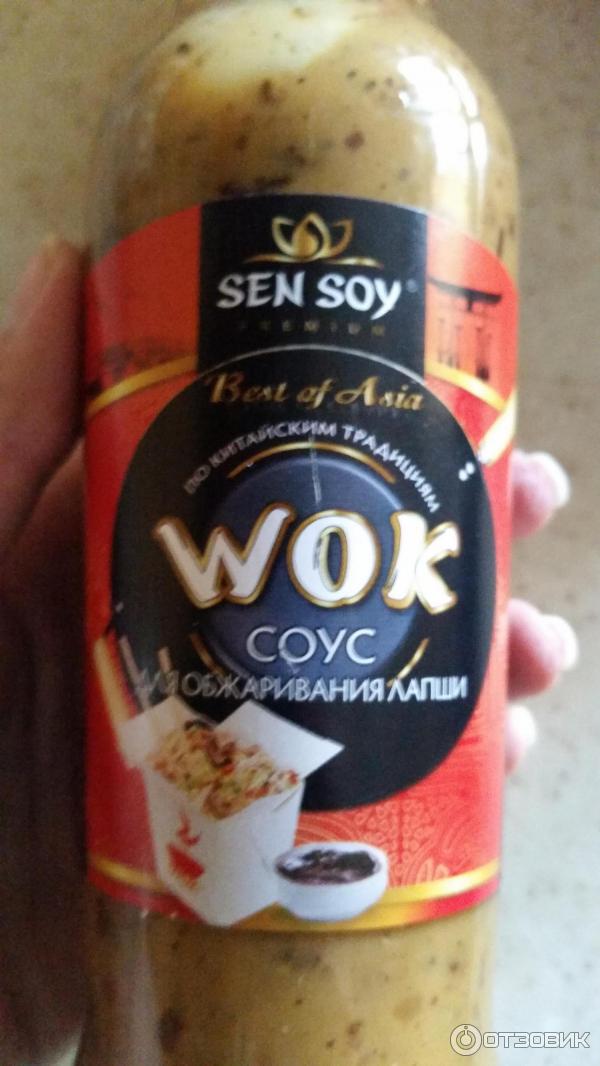 SEN SOY®
PREMIUM
Best of Asia
ПО КИТАЙСКИМ ТРАДИЦИЯМ
WOK
СОУС
ДЛЯ ОБЖАРИВАНИЯ ЛАПШИ
ОТЗОВИК